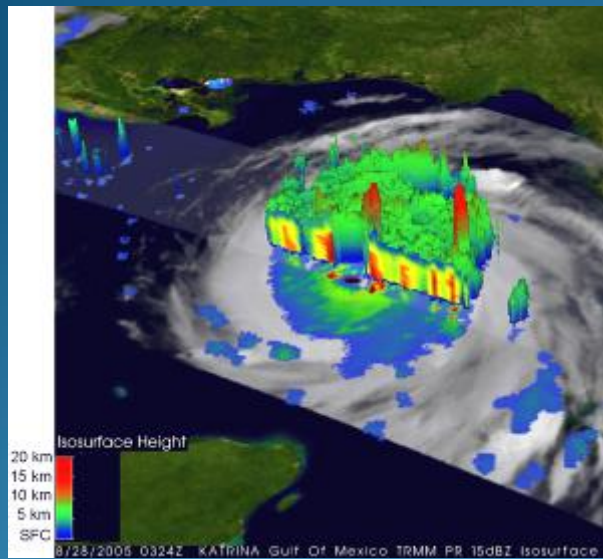 Isosurface Height
20 km
15 km
10 km
5 km
SFC
8/28/2005 0324Z KATRINA Gulf Of Mexico TRMM PR 15dBZ Isosurface